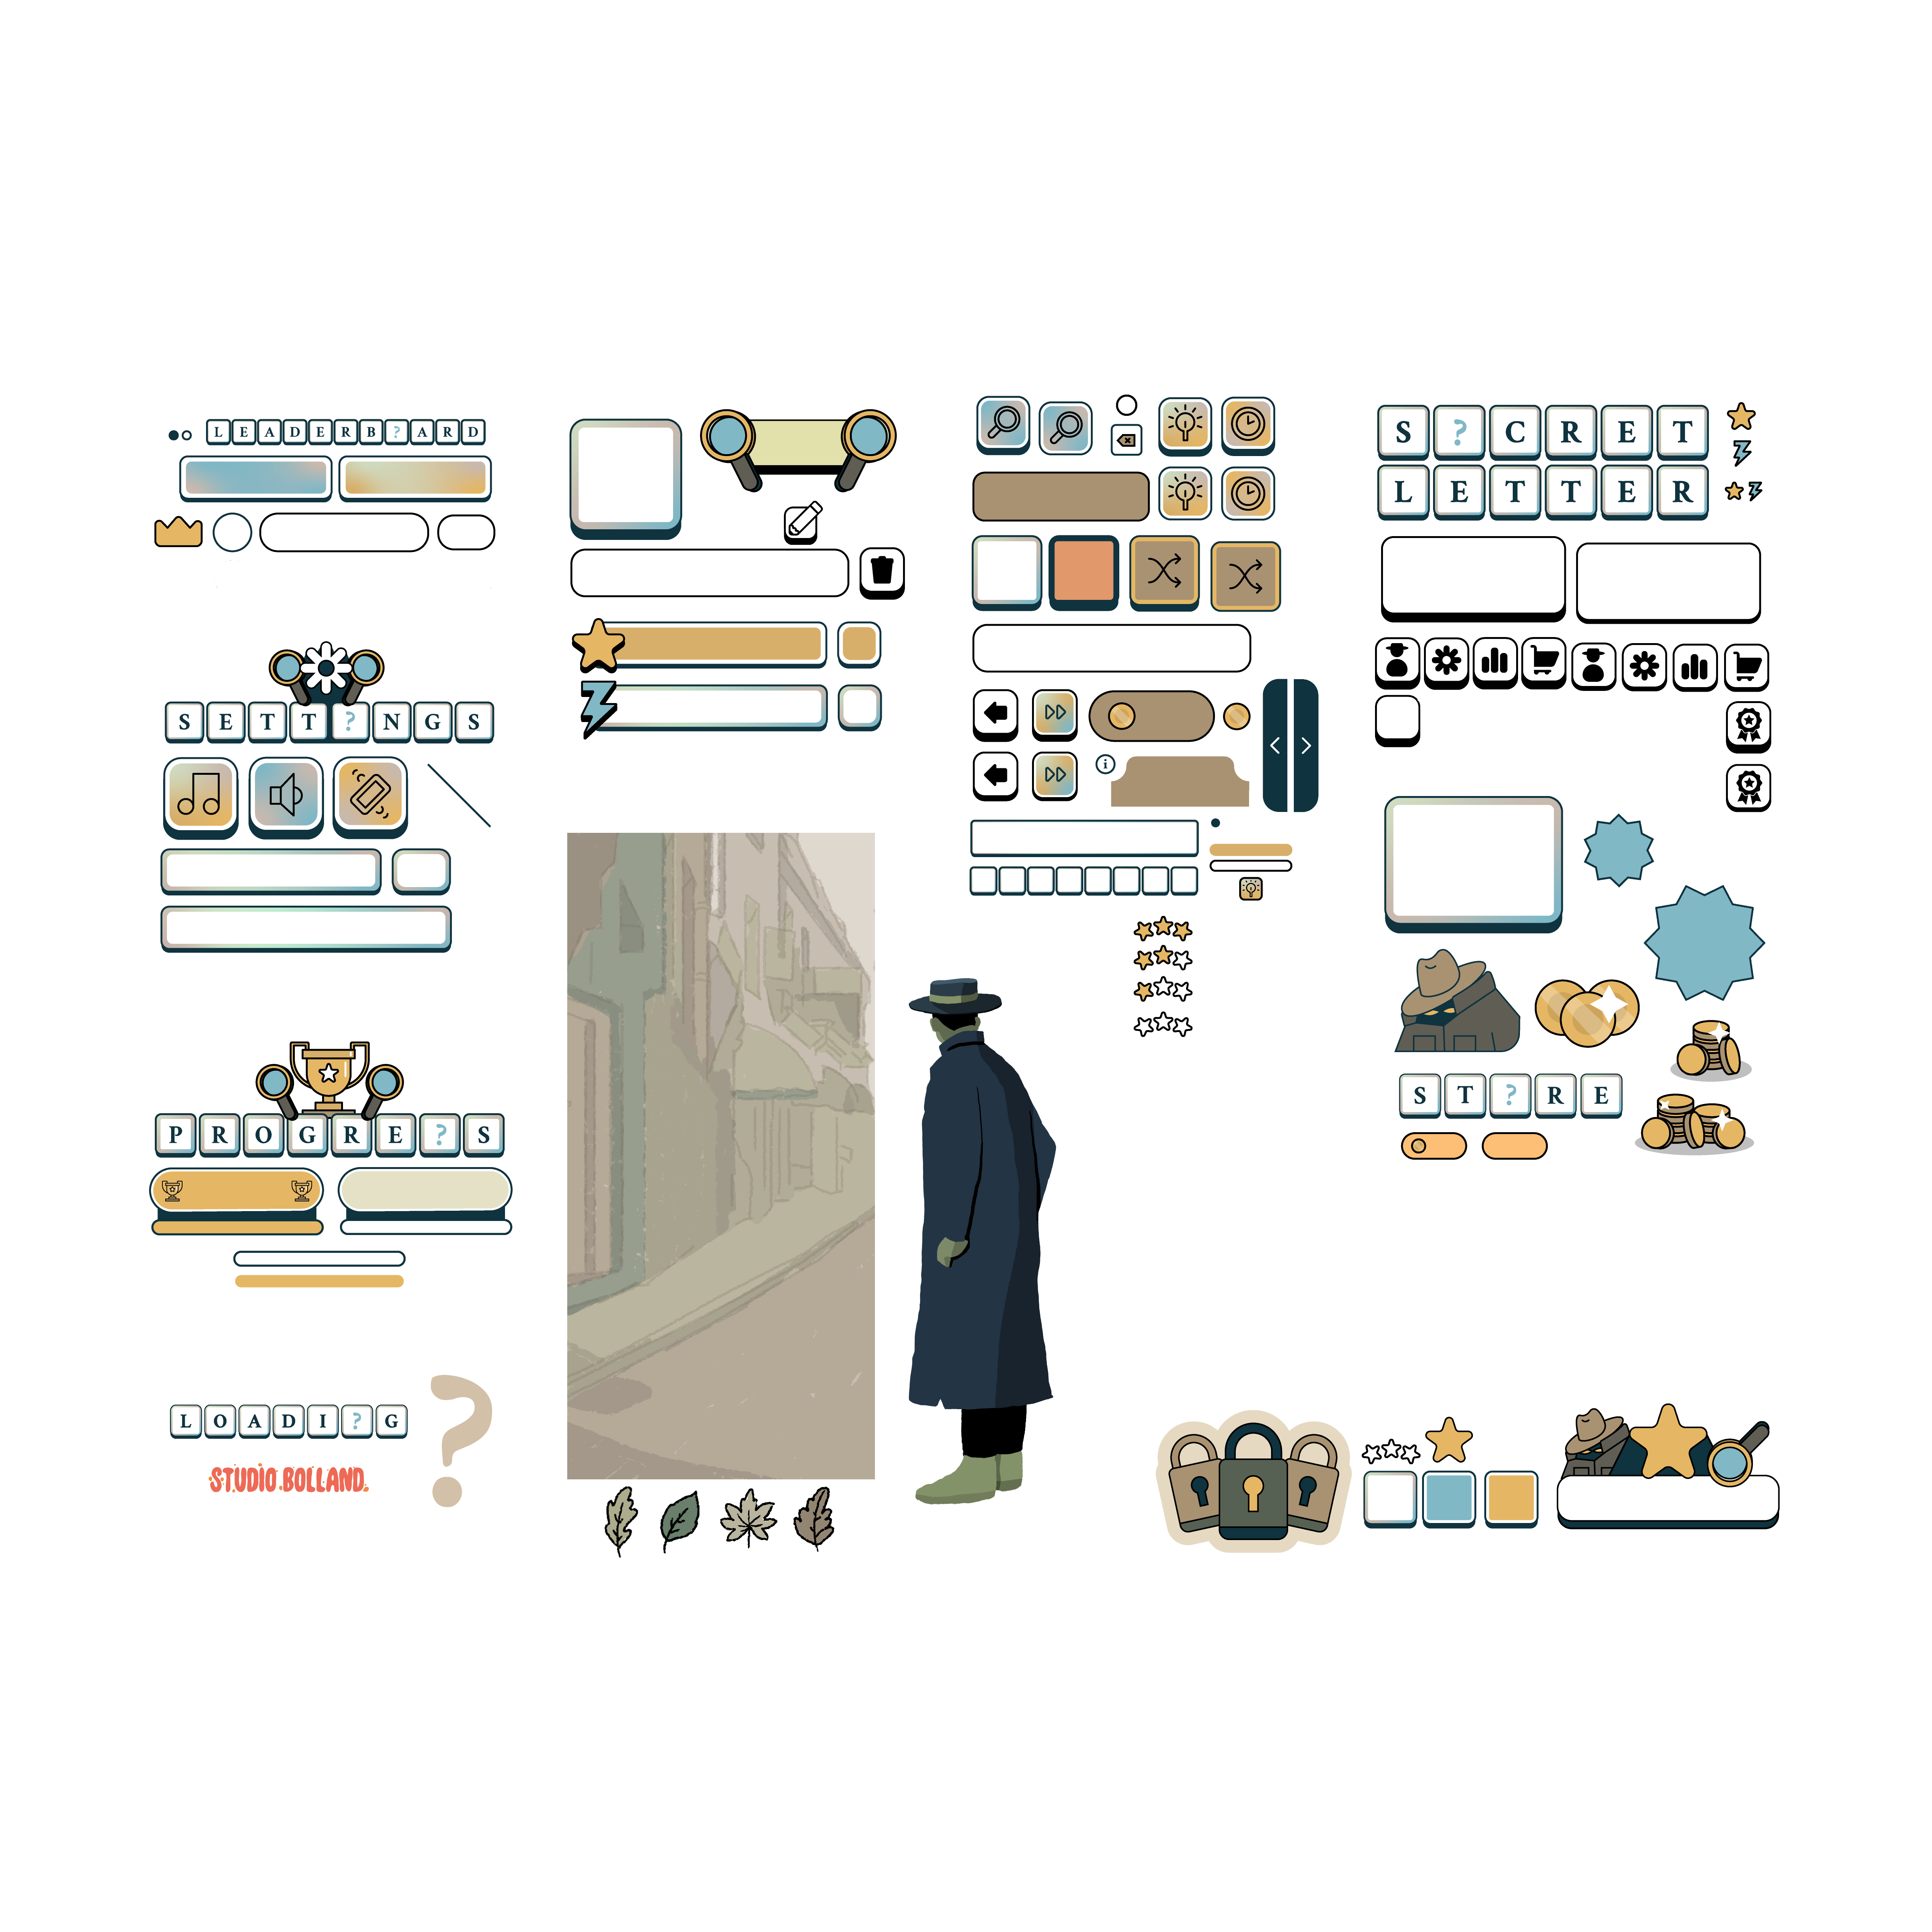 LEADERB?ARD
SETT?NGS
PROGRE?S
LOADI?G
?
STUDIO BOLLAND
i
S?CRET
LETTER
ST?RE